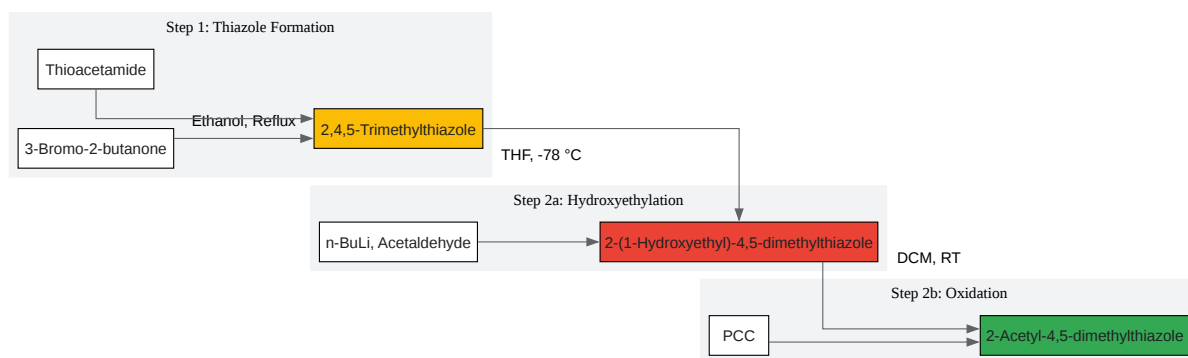 Step 1: Thiazole Formation
Thioacetamide
Ethanol, Reflux
2,4,5-Trimethylthiazole
3-Bromo-2-butanone
THF, -78 °C
Step 2a: Hydroxyethylation
n-BuLi, Acetaldehyde
2-(1-Hydroxyethyl)-4,5-dimethylthiazole
DCM, RT
Step 2b: Oxidation
PCC
2-Acetyl-4,5-dimethylthiazole